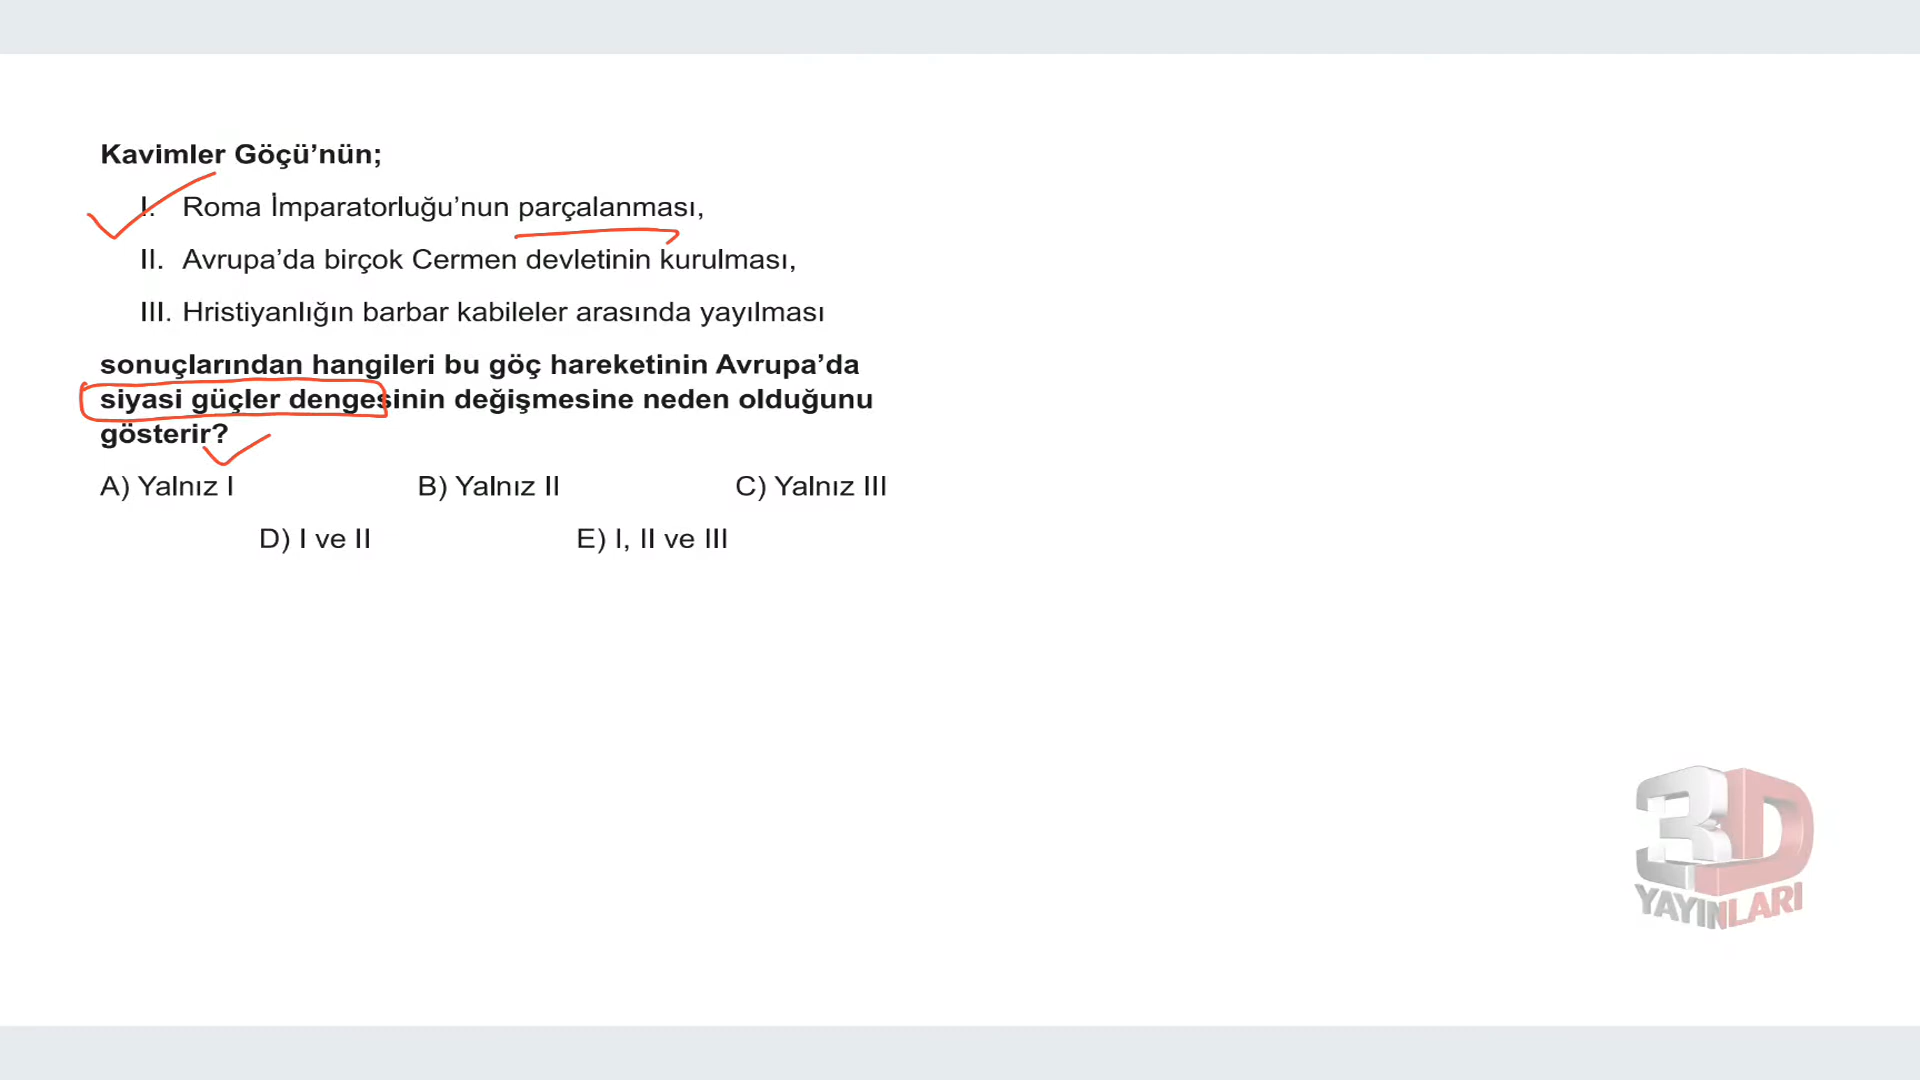 Kavimler Göçü’nün;
I. Roma İmparatorluğu’nun parçalanması,
II. Avrupa’da birçok Cermen devletinin kurulması,
III. Hristiyanlığın barbar kabileler arasında yayılması
sonuçlarından hangileri bu göç hareketinin Avrupa’da
siyasi güçler dengesinin değişmesine neden olduğunu
gösterir?
A) Yalnız I B) Yalnız II C) Yalnız III
D) I ve II E) I, II ve III
3D
YAYINLARI